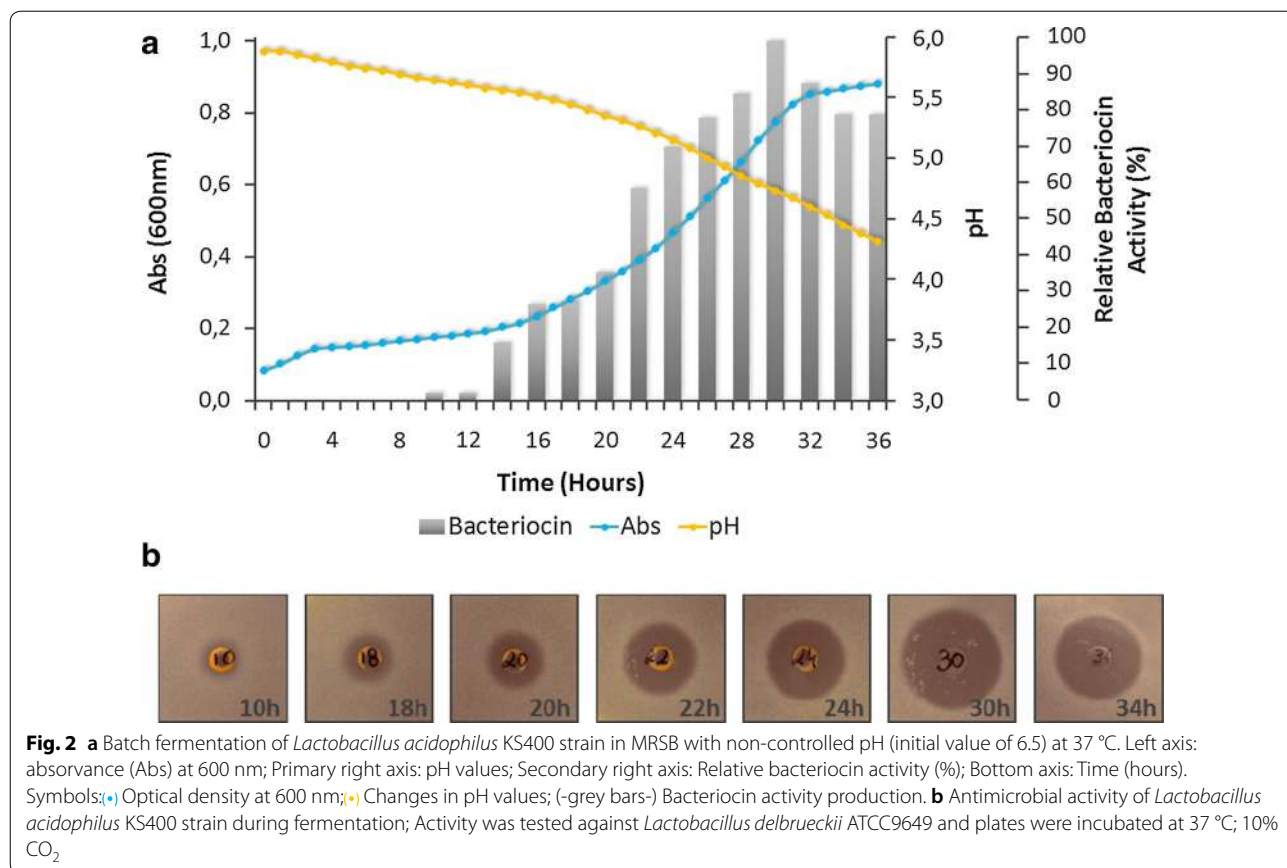 a
1,0
0,8
0,6
0,4
0,2
0,0
Abs (600nm)
6,0
5,5
5,0
4,5
4,0
3,5
3,0
pH
100
90
80
70
60
50
40
30
20
10
0
Relative Bacteriocin
Activity (%)
0 4 8 12 16 20 24 28 32 36
Time (Hours)
Bacteriocin Abs pH
b
10 18 20 22 24 30
10h 18h 20h 22h 24h 30h 34h
Fig. 2 a Batch fermentation of Lactobacillus acidophilus KS400 strain in MRSB with non-controlled pH (initial value of 6.5) at 37 °C. Left axis:
absorvance (Abs) at 600 nm; Primary right axis: pH values; Secondary right axis: Relative bacteriocin activity (%); Bottom axis: Time (hours).
Symbols:(•) Optical density at 600 nm;(•) Changes in pH values; (-grey bars-) Bacteriocin activity production. b Antimicrobial activity of Lactobacillus
acidophilus KS400 strain during fermentation; Activity was tested against Lactobacillus delbrueckii ATCC9649 and plates were incubated at 37 °C; 10%
CO₂